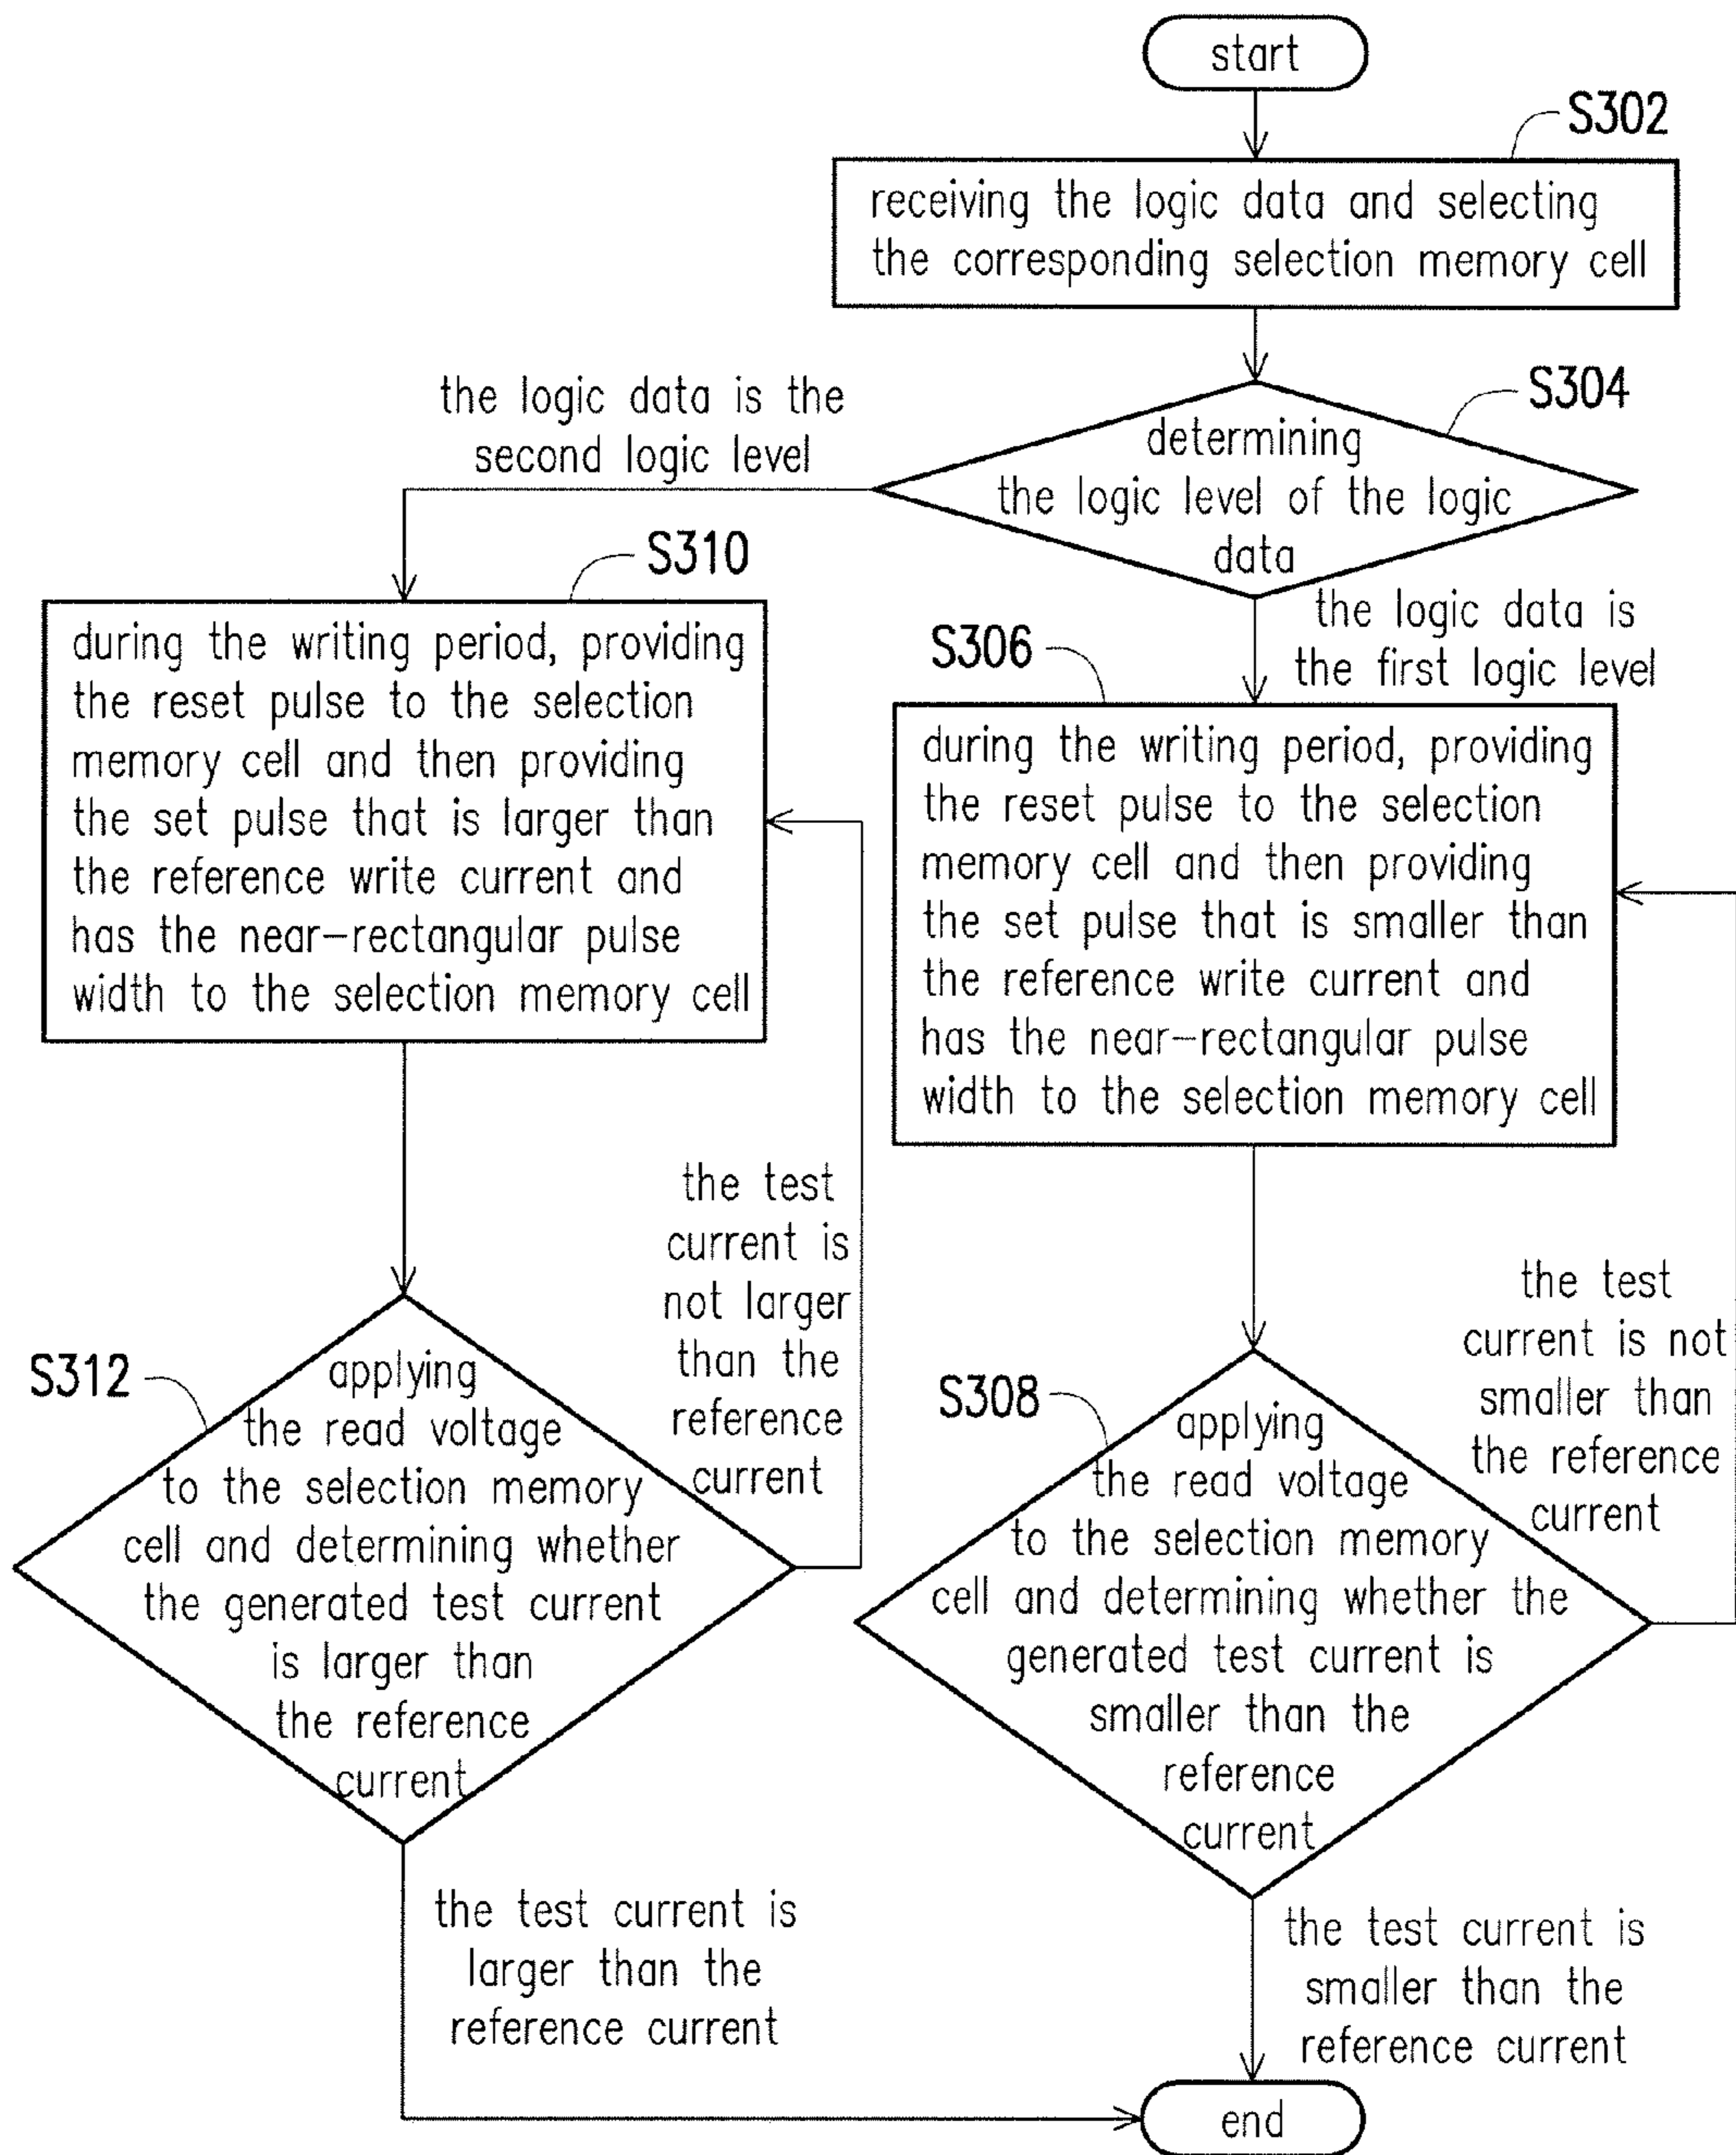 start
S302
receiving the logic data and selecting
the corresponding selection memory cell
S304
determining
the logic level of the logic
data
the logic data is the
second logic level
the logic data is
the first logic level
S310
during the writing period, providing
the reset pulse to the selection
memory cell and then providing
the set pulse that is larger than
the reference write current and
has the near-rectangular pulse
width to the selection memory cell
S306
during the writing period, providing
the reset pulse to the selection
memory cell and then providing
the set pulse that is smaller than
the reference write current and
has the near-rectangular pulse
width to the selection memory cell
the test
current is
not larger
than the
reference
current
the test
current is not
smaller than
the reference
current
S312
applying
the read voltage
to the selection memory
cell and determining whether
the generated test current
is larger than
the reference
current
S308
applying
the read voltage
to the selection memory
cell and determining whether the
generated test current is
smaller than the
reference
current
the test current is
larger than the
reference current
the test current is
smaller than the
reference current
end